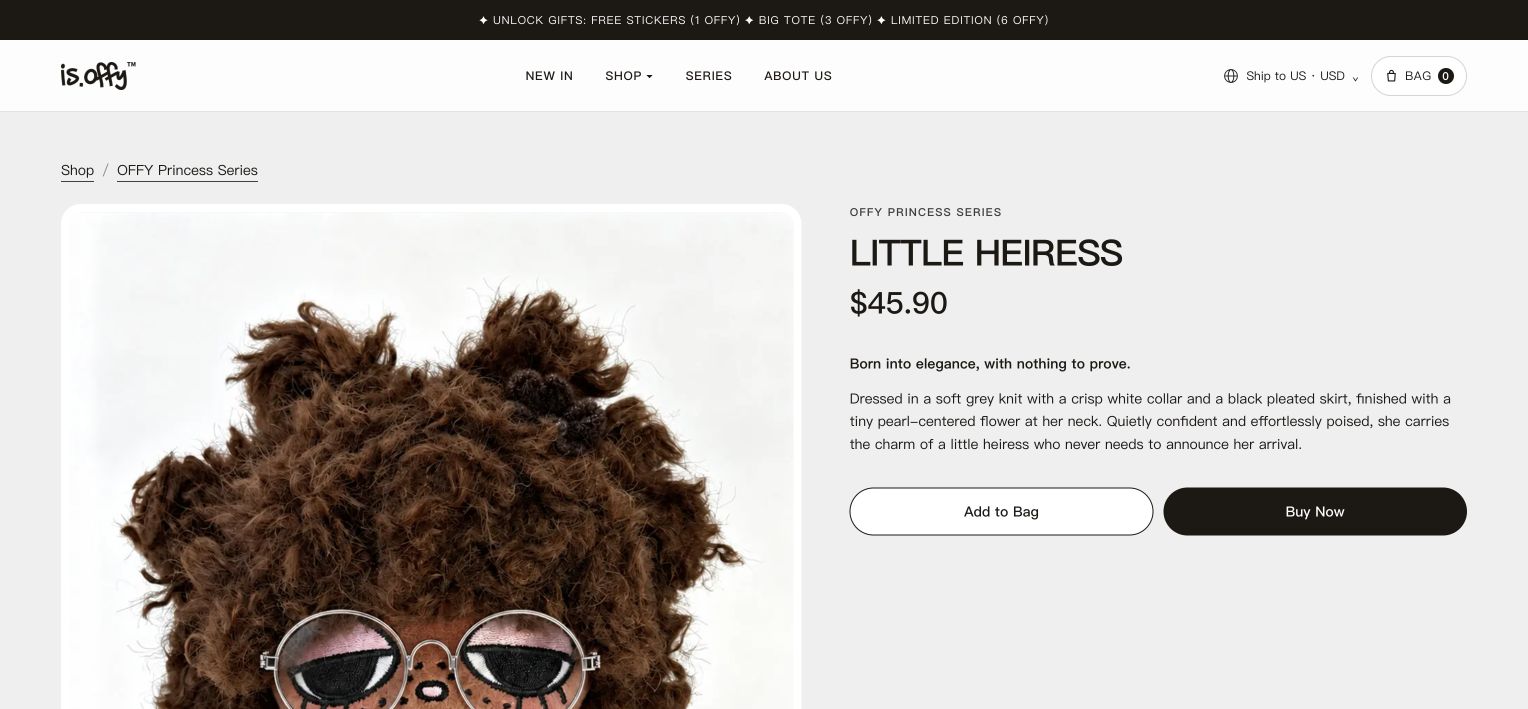 ✦ UNLOCK GIFTS: FREE STICKERS (1 OFFY) ✦ BIG TOTE (3 OFFY) ✦ LIMITED EDITION (6 OFFY)
is.offy™
NEW IN
SHOP
SERIES
ABOUT US
Ship to US · USD
BAG 0
Shop / OFFY Princess Series
OFFY PRINCESS SERIES
LITTLE HEIRESS
$45.90
Born into elegance, with nothing to prove.
Dressed in a soft grey knit with a crisp white collar and a black pleated skirt, finished with a
tiny pearl-centered flower at her neck. Quietly confident and effortlessly poised, she carries
the charm of a little heiress who never needs to announce her arrival.
Add to Bag
Buy Now